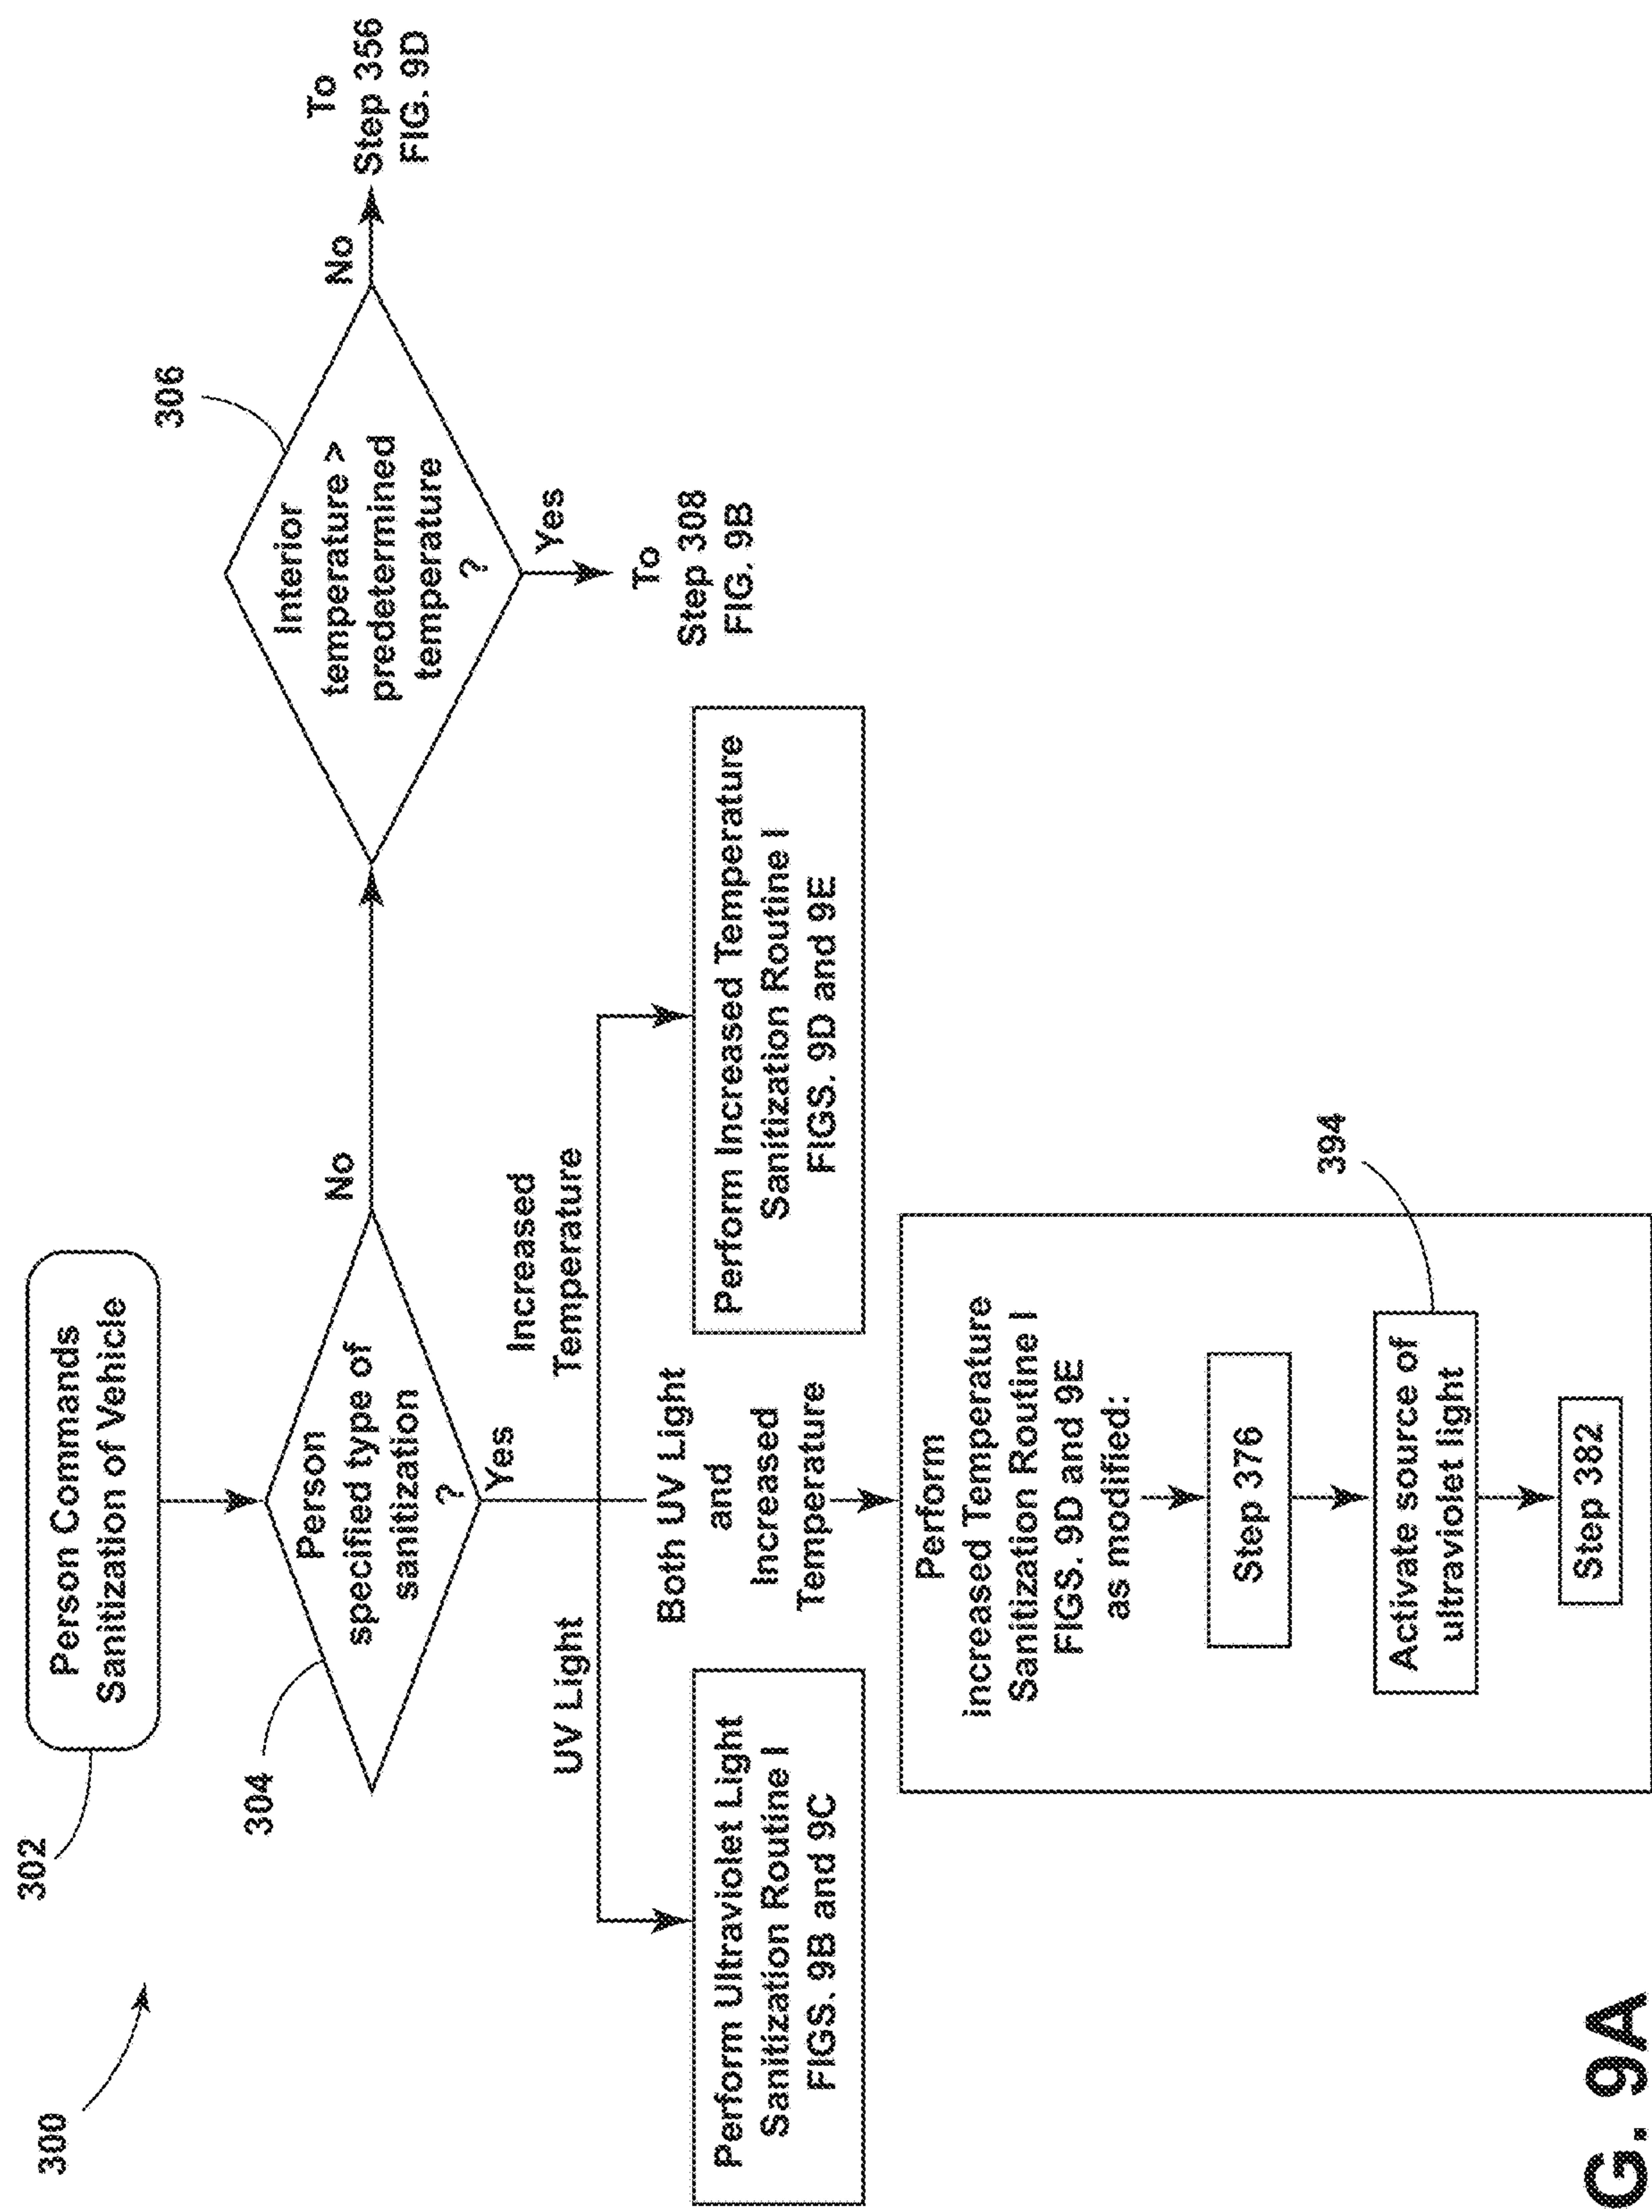 300
302
Person Commands
Sanitization of Vehicle
304
Person
specified type of
sanitization
?
No
Yes
306
Interior
temperature >
predetermined
temperature
?
No
To
Step 356
FIG. 9D
Yes
To
Step 308
FIG. 9B
UV Light
Both UV Light
and
Increased
Temperature
Increased
Temperature
Perform Ultraviolet Light
Sanitization Routine I
FIGS. 9B and 9C
Perform Increased Temperature
Sanitization Routine I
FIGS. 9D and 9E
Perform
Increased Temperature
Sanitization Routine I
FIGS. 9D and 9E
as modified:
Step 376
394
Activate source of
ultraviolet light
Step 382
G. 9A